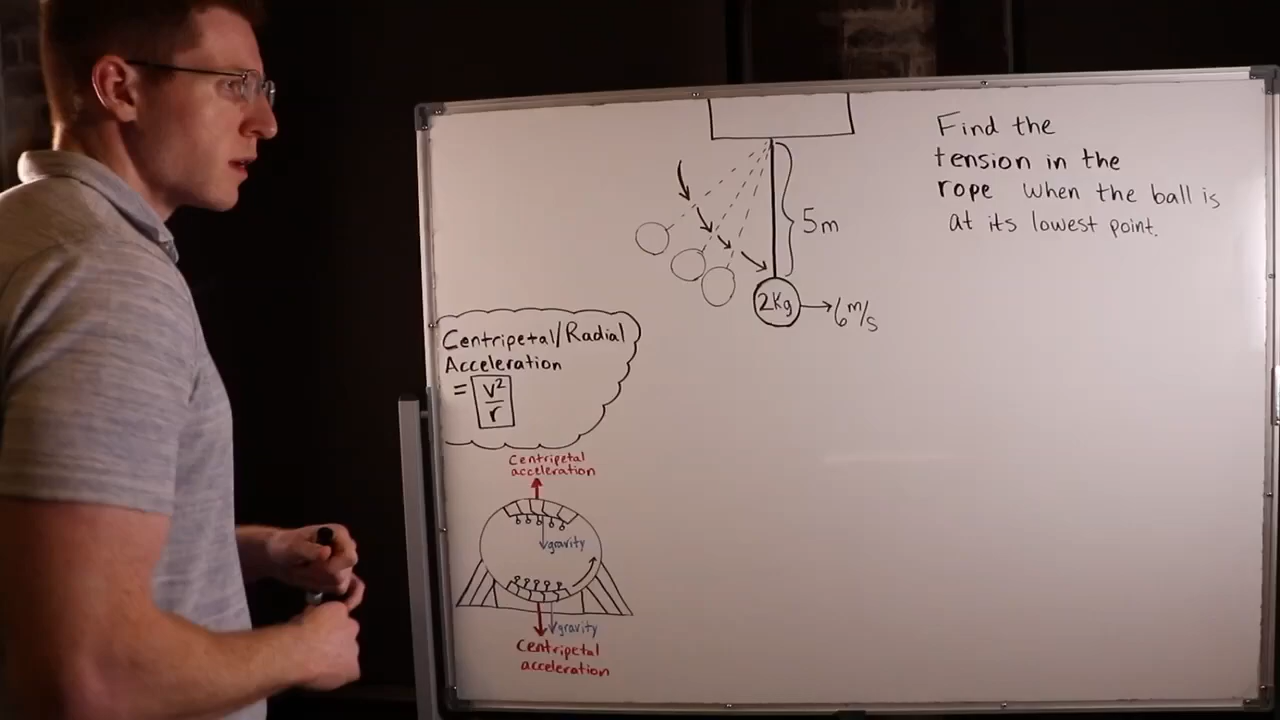 Find the
tension in the
rope when the ball is
at its lowest point.
5m
2Kg
6 m/s
Centripetal/Radial
Acceleration
= v²/r
Centripetal
acceleration
gravity
gravity
Centripetal
acceleration